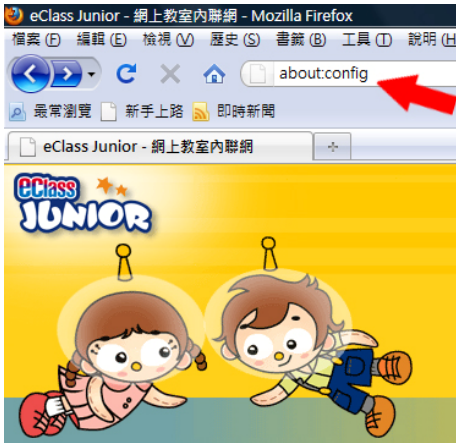 eClass Junior - 網上教室內聯網 - Mozilla Firefox
檔案 (F) 編輯 (E) 檢視 (V) 歷史 (S) 書籤 (B) 工具 (T) 說明 (H
about:config
最常瀏覽 新手上路 即時新聞
eClass Junior - 網上教室內聯網
eClass
JUNIOR